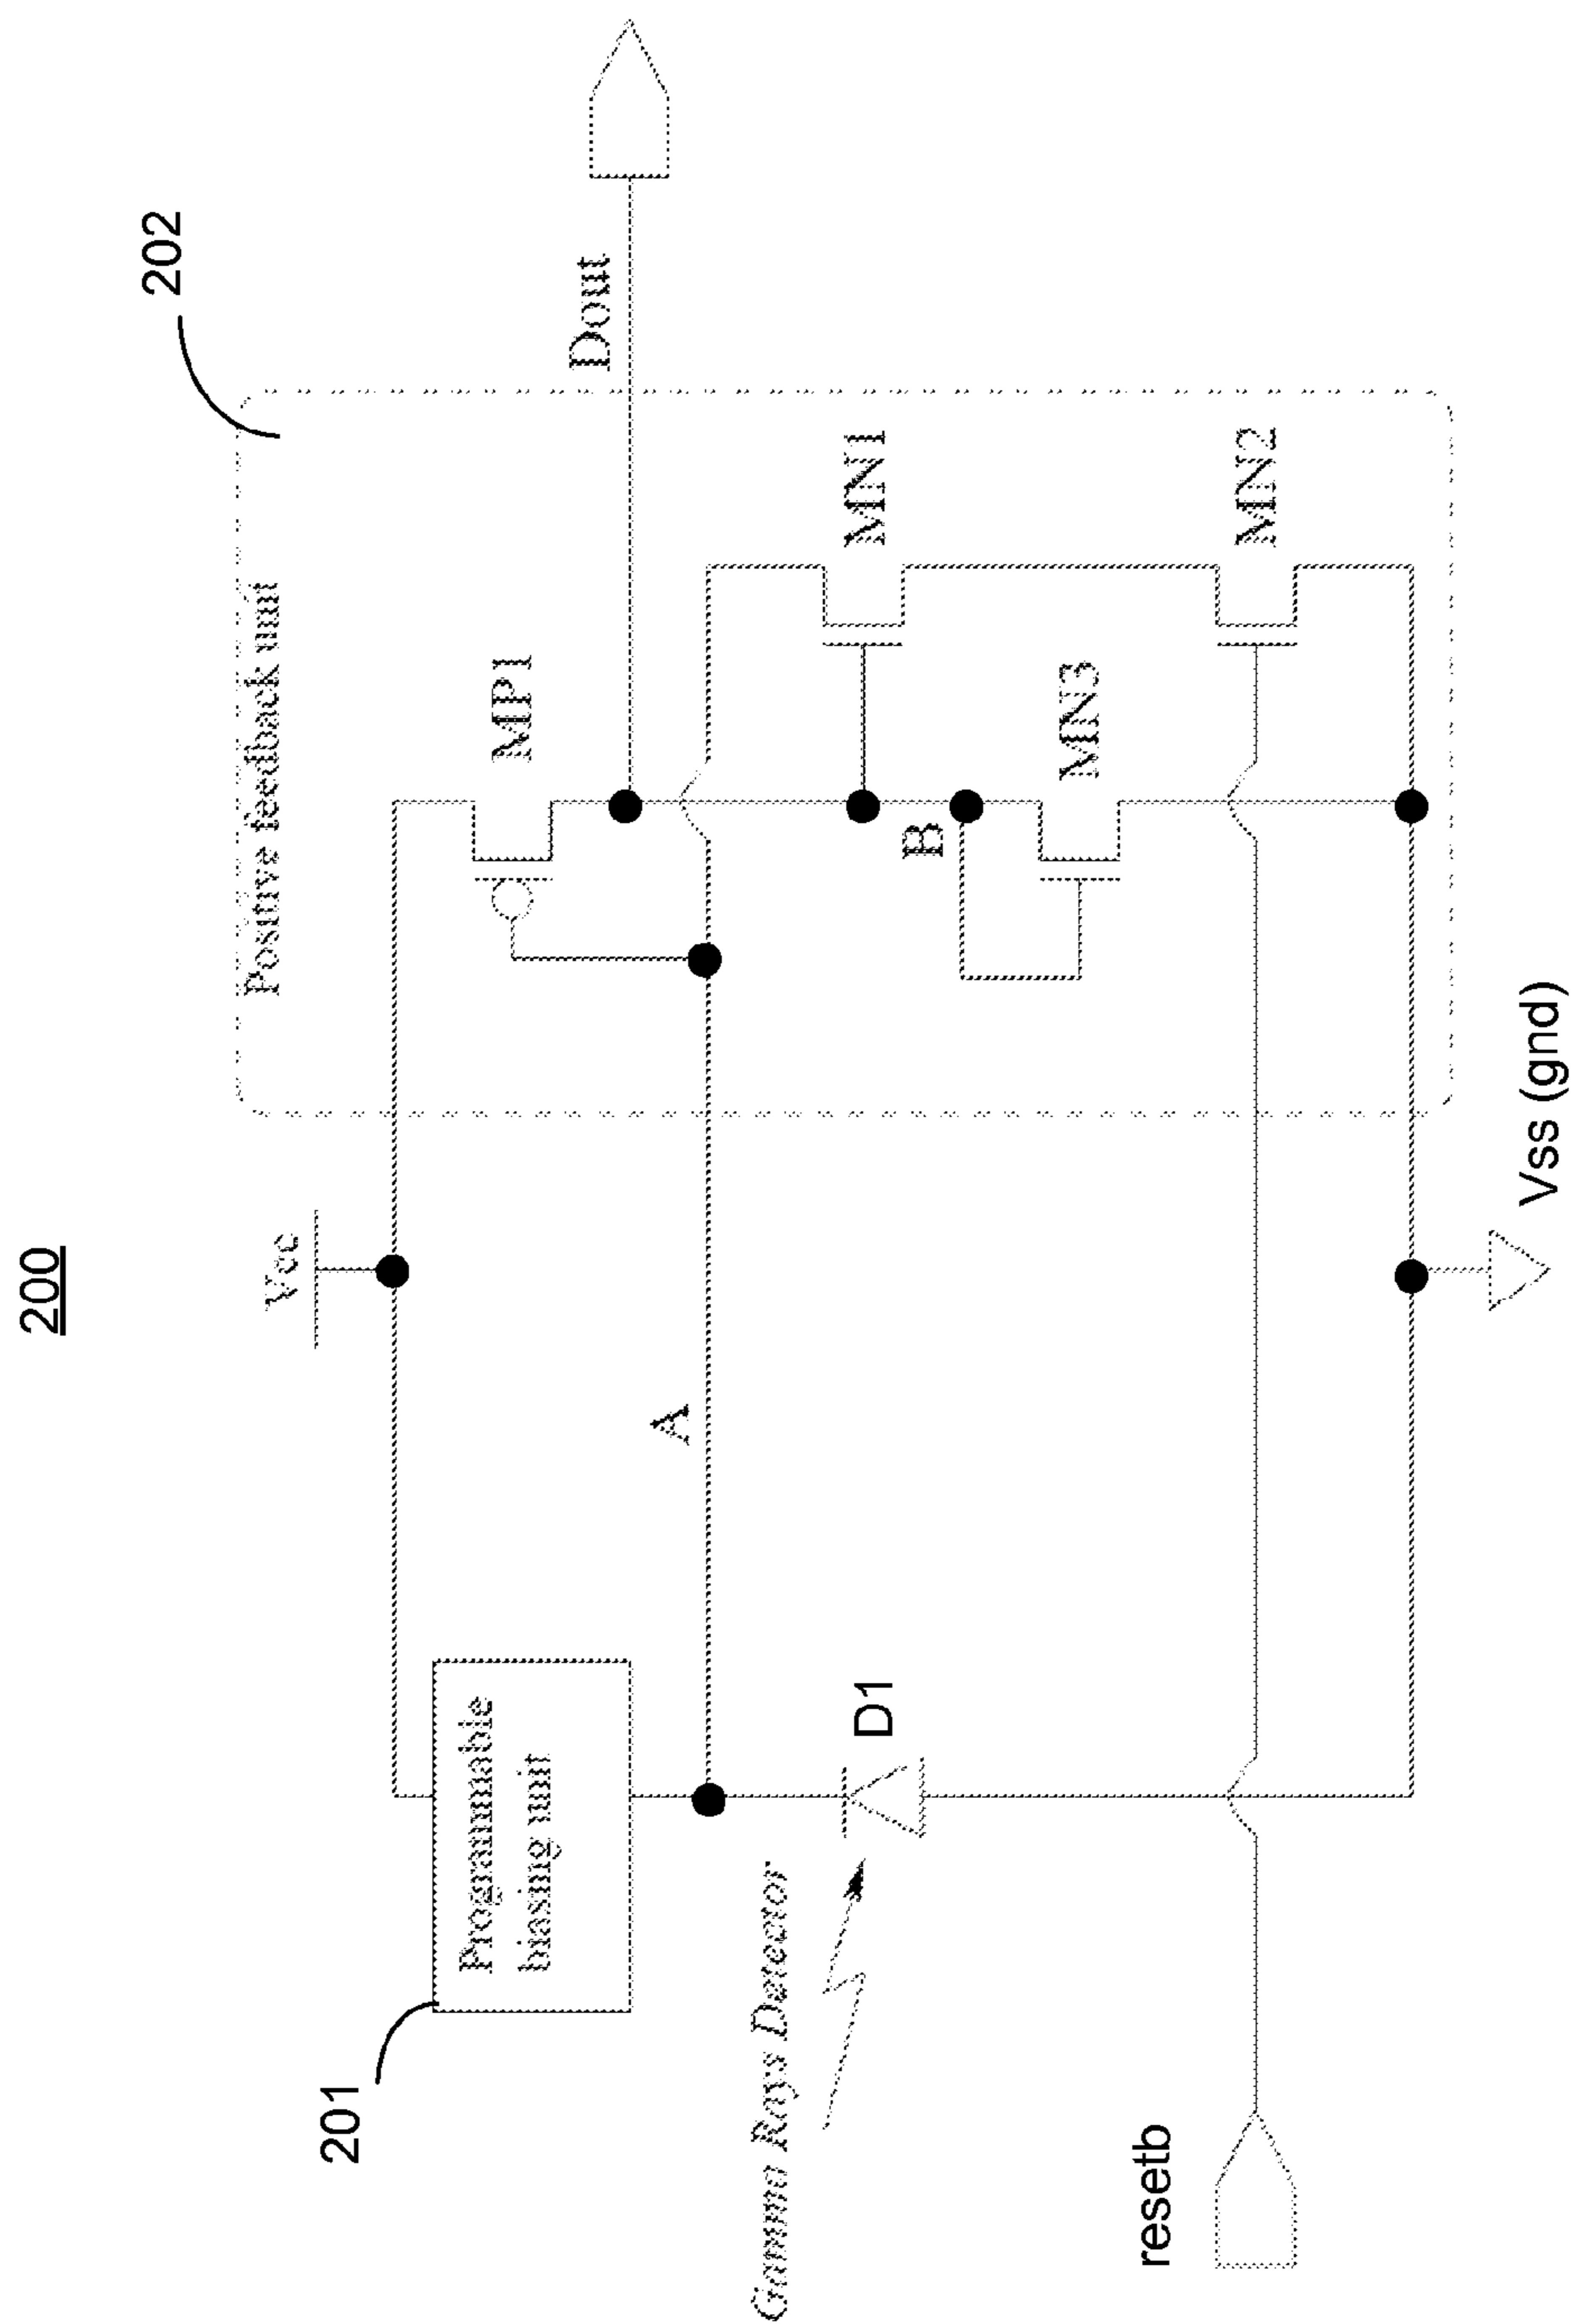 200
202
Positive feedback unit
Vcc
201
Programmable
biasing unit
MP1
Dout
A
Gamma Rays Detector
D1
B
MN1
MN3
MN2
resetb
Vss (gnd)